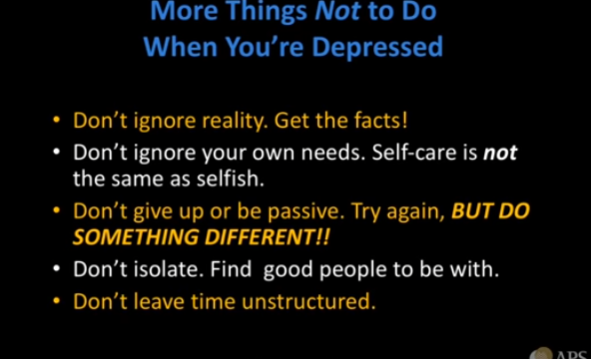 More Things Not to Do
When You're Depressed
• Don't ignore reality. Get the facts!
• Don't ignore your own needs. Self-care is not
the same as selfish.
• Don't give up or be passive. Try again, BUT DO
SOMETHING DIFFERENT!!
• Don't isolate. Find  good people to be with.
• Don't leave time unstructured.
APS